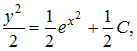 y²/2 = 1/2 e^{x²} + 1/2 C,